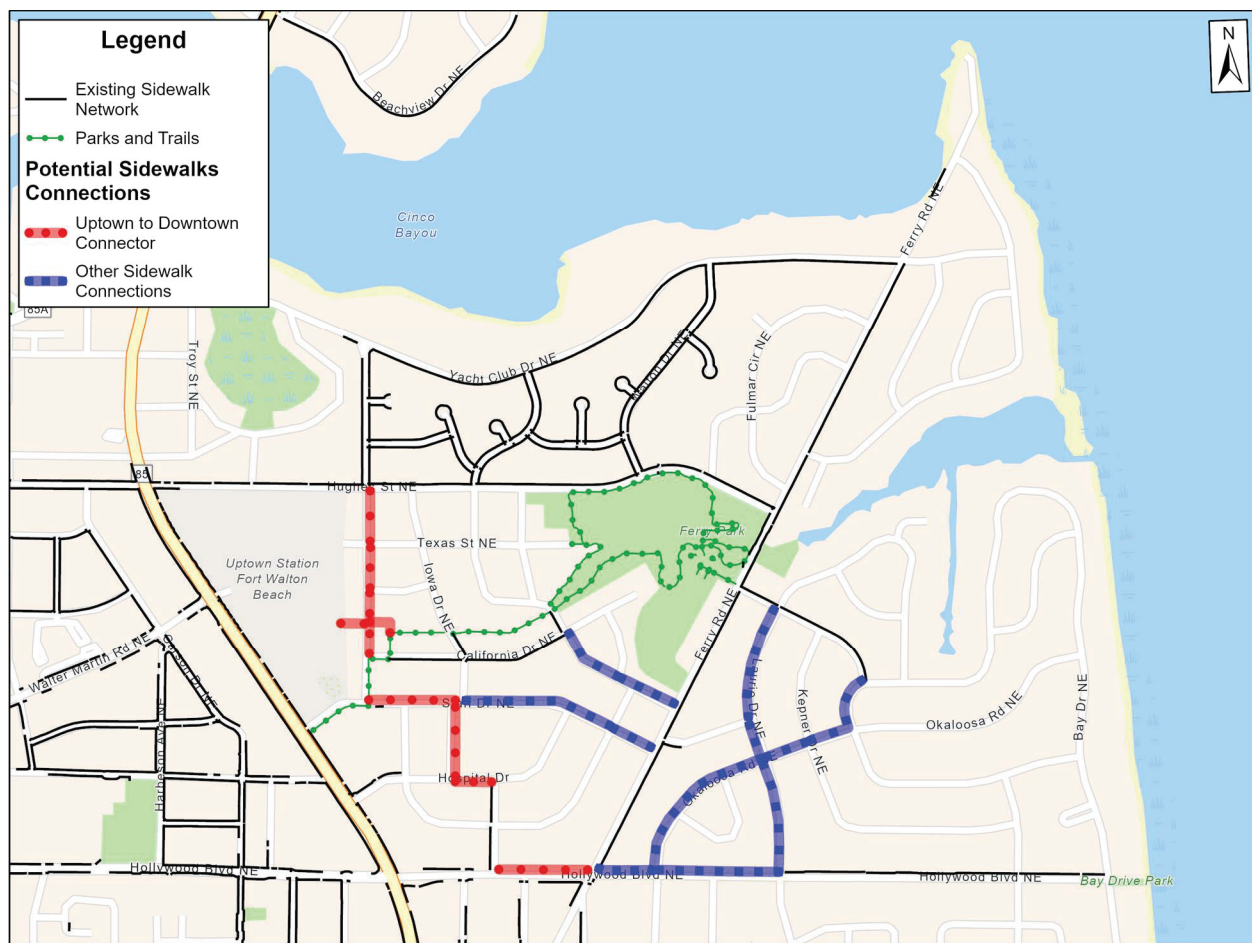 Legend
Existing Sidewalk
Network
Parks and Trails
Potential Sidewalks
Connections
Uptown to Downtown
Connector
Other Sidewalk
Connections
N
Beachview Dr NE
Cinco
Bayou
Ferry Rd NE
85A
Troy St NE
Yacht Club Dr NE
Fulmar Cir NE
85
Hughes St NE
Texas St NE
Ferry Park
Uptown Station
Fort Walton
Beach
Iowa Dr NE
California Dr NE
Ferry Rd NE
Walter Martin Rd NE
Carson Dr NE
Laurie Dr NE
Kepner Dr NE
Okaloosa Rd NE
Bay Dr NE
Harbeson Ave NE
Hospital Dr
Okaloosa Rd NE
Hollywood Blvd NE
Hollywood Blvd NE
Hollywood Blvd NE
Bay Drive Park